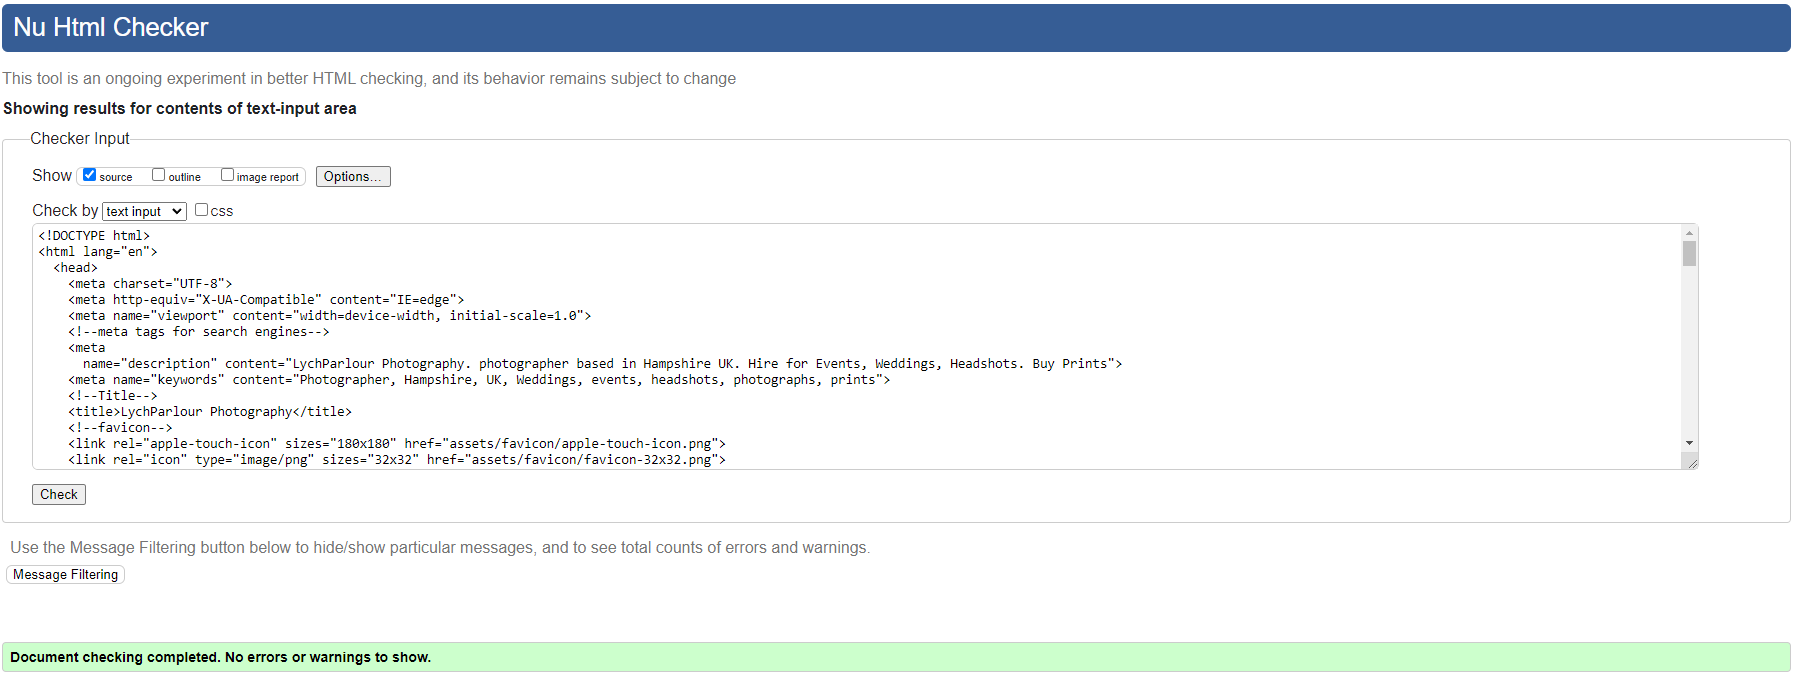 Nu Html Checker
This tool is an ongoing experiment in better HTML checking, and its behavior remains subject to change
Showing results for contents of text-input area
Checker Input
Show source outline image report Options...
Check by text input css
<!DOCTYPE html>
<html lang="en">
<head>
<meta charset="UTF-8">
<meta http-equiv="X-UA-Compatible" content="IE=edge">
<meta name="viewport" content="width=device-width, initial-scale=1.0">
<!--meta tags for search engines-->
<meta
name="description" content="LychParlour Photography. photographer based in Hampshire UK. Hire for Events, Weddings, Headshots. Buy Prints">
<meta name="keywords" content="Photographer, Hampshire, UK, Weddings, events, headshots, photographs, prints">
<!--Title-->
<title>LychParlour Photography</title>
<!--favicon-->
<link rel="apple-touch-icon" sizes="180x180" href="assets/favicon/apple-touch-icon.png">
<link rel="icon" type="image/png" sizes="32x32" href="assets/favicon/favicon-32x32.png">
Check
Use the Message Filtering button below to hide/show particular messages, and to see total counts of errors and warnings.
Message Filtering
Document checking completed. No errors or warnings to show.